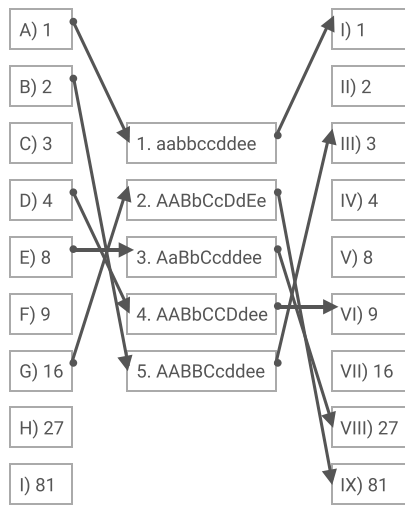 A) 1
B) 2
C) 3
D) 4
E) 8
F) 9
G) 16
H) 27
I) 81
1. aabbccddee
2. AABbCcDdEe
3. AaBbCcddee
4. AABbCCDdee
5. AABBCcddee
I) 1
II) 2
III) 3
IV) 4
V) 8
VI) 9
VII) 16
VIII) 27
IX) 81